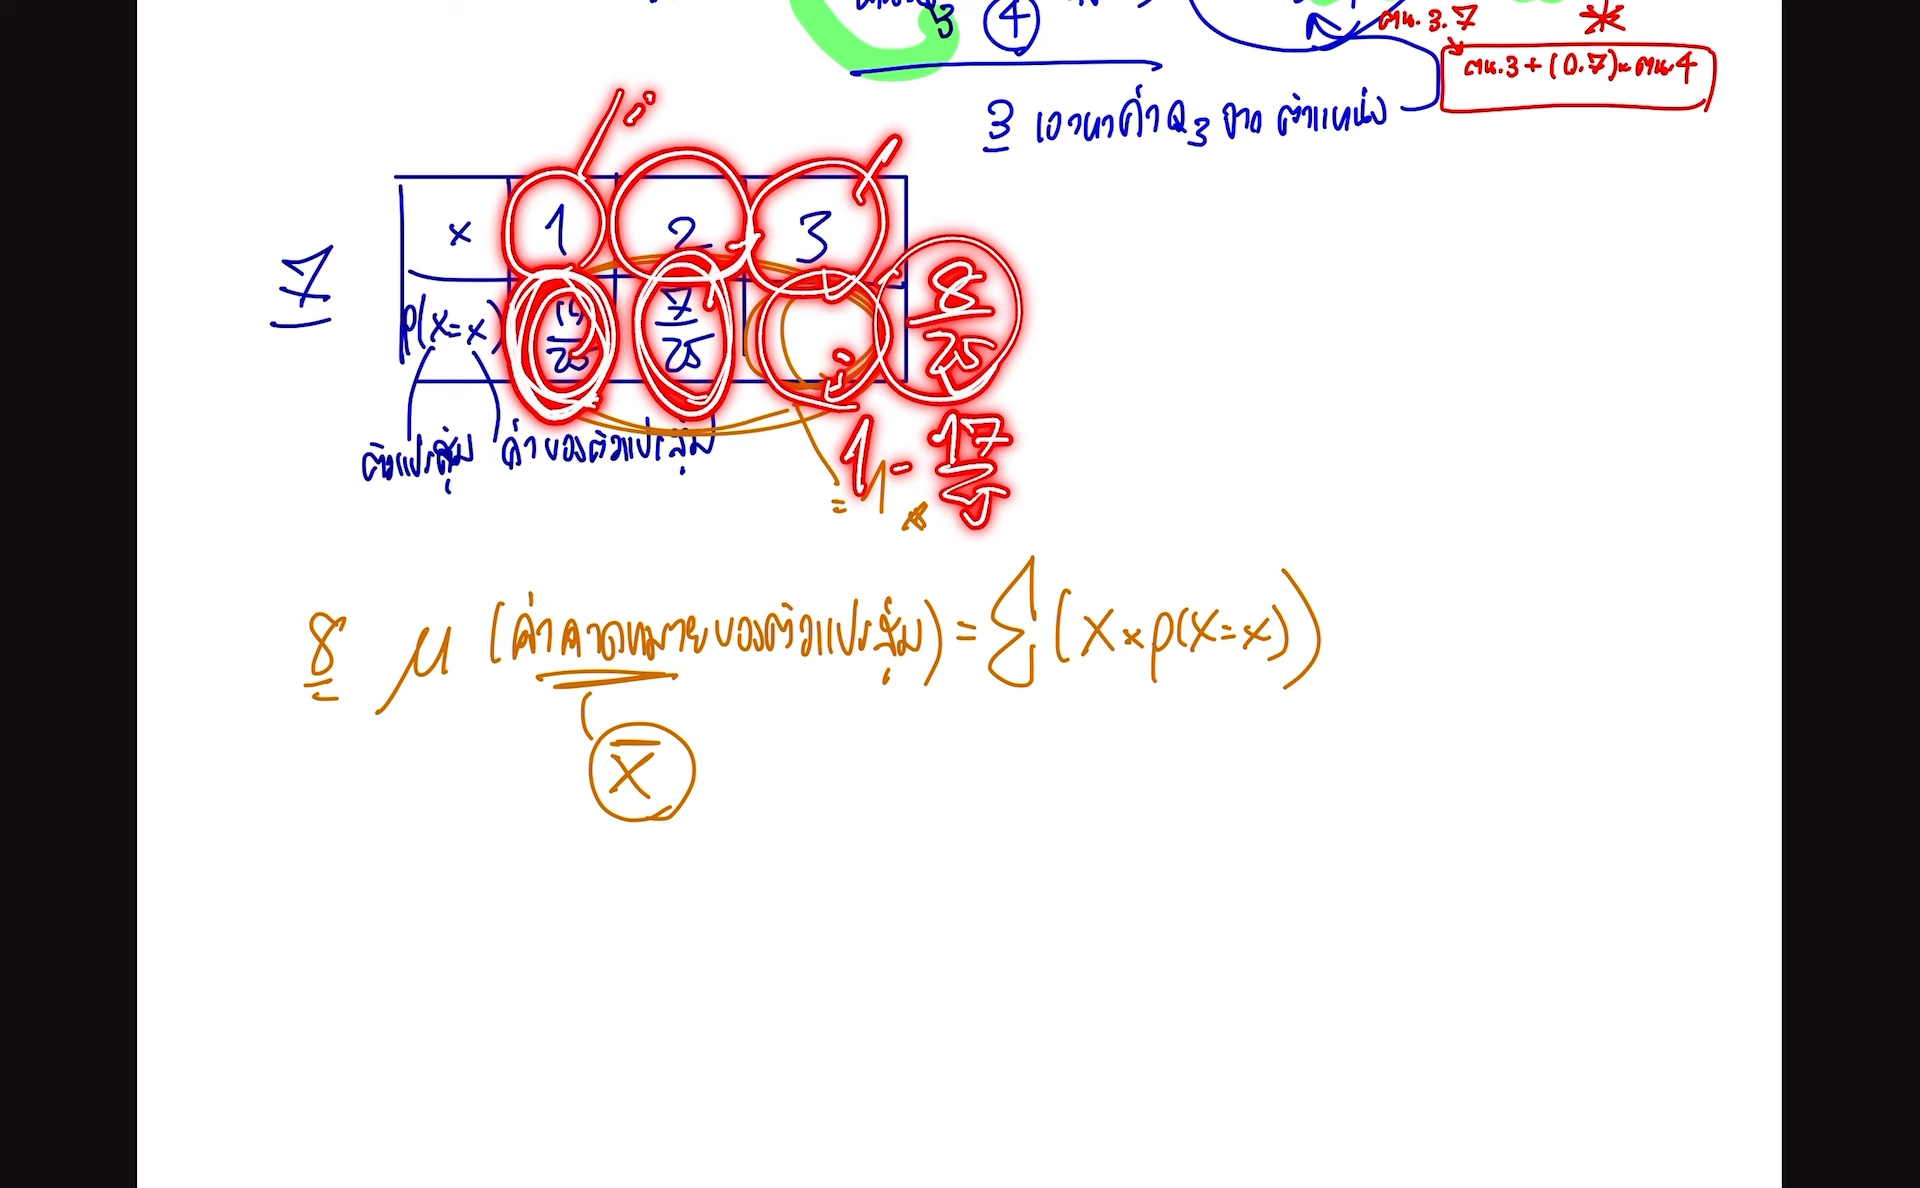 3 4
ตน. 3.7
ตน.3 + (0.7) × ตน.4
3 เอาหาค่า Q3 จาก ตำแหน่ง
7
x 1 2 3
P(X=x) 7/25 8/25
ตัวแปรสุ่ม ค่าของตัวแปรสุ่ม
= 1 1 - 17
8 μ (ค่าคาดหมายของตัวแปรสุ่ม) = Σ(X × P(X=x))
x̄